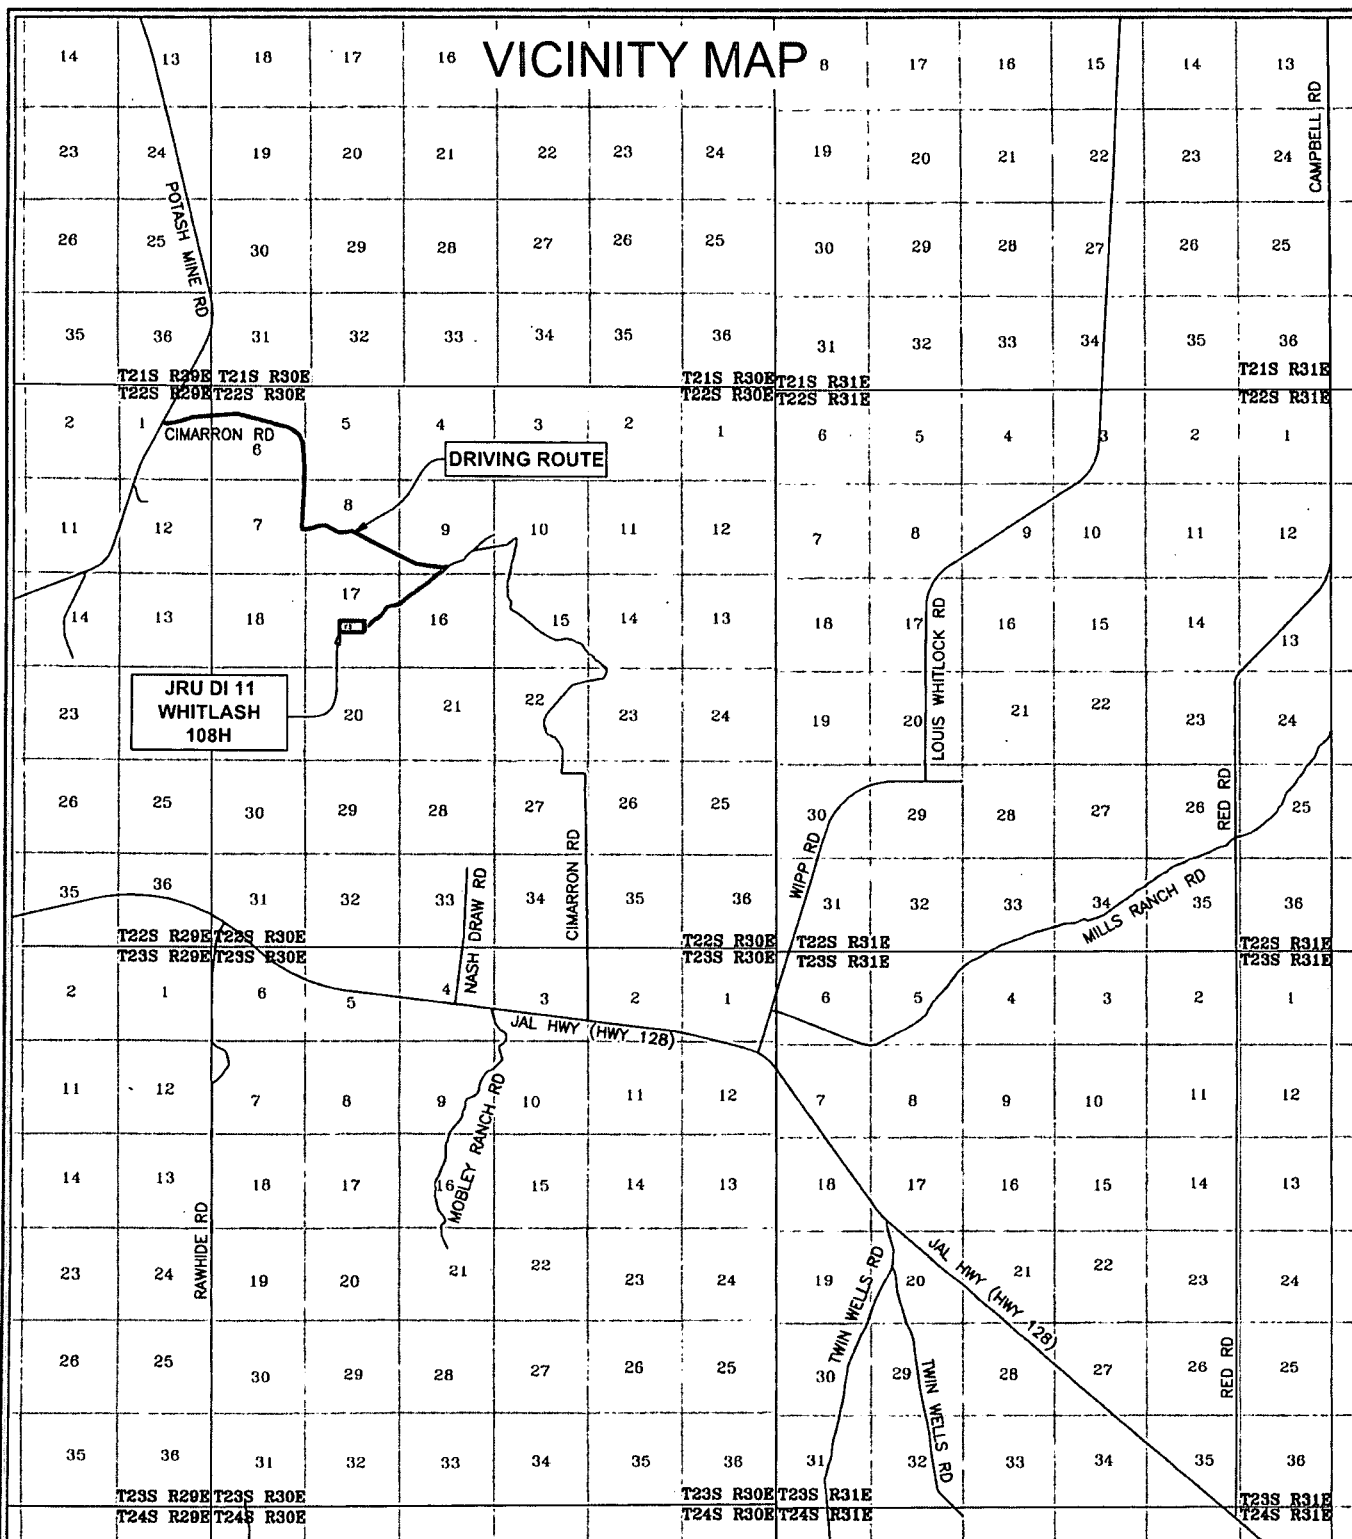 VICINITY MAP
14 13 18 17 16 8 17 16 15 14 13
CAMPBELL RD
23 24 19 20 21 22 23 24 19 20 21 22 23 24
POTASH MINE RD
26 25 30 29 28 27 26 25 30 29 28 27 26 25
35 36 31 32 33 34 35 36 31 32 33 34 35 36
T21S R29E T21S R30E T21S R30E T21S R31E T21S R31E
T22S R29E T22S R30E T22S R30E T22S R31E T22S R31E
2 1 6 5 4 3 2 1 6 5 4 3 2 1
CIMARRON RD
DRIVING ROUTE
11 12 7 8 9 10 11 12 7 8 9 10 11 12
14 13 18 17 16 15 14 13 18 17 16 15 14 13
LOUIS WHITLOCK RD
JRU DI 11
WHITLASH
108H
23 20 21 22 23 24 19 20 21 22 23 24
26 25 30 29 28 27 26 25 30 29 28 27 26 25
RED RD
WIPP RD
CIMARRON RD
NASH DRAW RD
35 36 31 32 33 34 35 36 31 32 33 34 35 36
MILLS RANCH RD
T22S R29E T22S R30E T22S R30E T22S R31E T22S R31E
T23S R29E T23S R30E T23S R30E T23S R31E T23S R31E
2 1 6 5 4 3 2 1 6 5 4 3 2 1
JAL HWY (HWY 128)
11 12 7 8 9 10 11 12 7 8 9 10 11 12
MOBLEY RANCH RD
14 13 18 17 16 15 14 13 18 17 16 15 14 13
RAWHIDE RD
JAL HWY (HWY 128)
23 24 19 20 21 22 23 24 19 20 21 22 23 24
TWIN WELLS RD
26 25 30 29 28 27 26 25 30 29 28 27 26 25
RED RD
TWIN WELLS RD
35 36 31 32 33 34 35 36 31 32 33 34 35 36
T23S R29E T23S R30E T23S R30E T23S R31E T23S R31E
T24S R29E T24S R30E T24S R30E T24S R31E T24S R31E